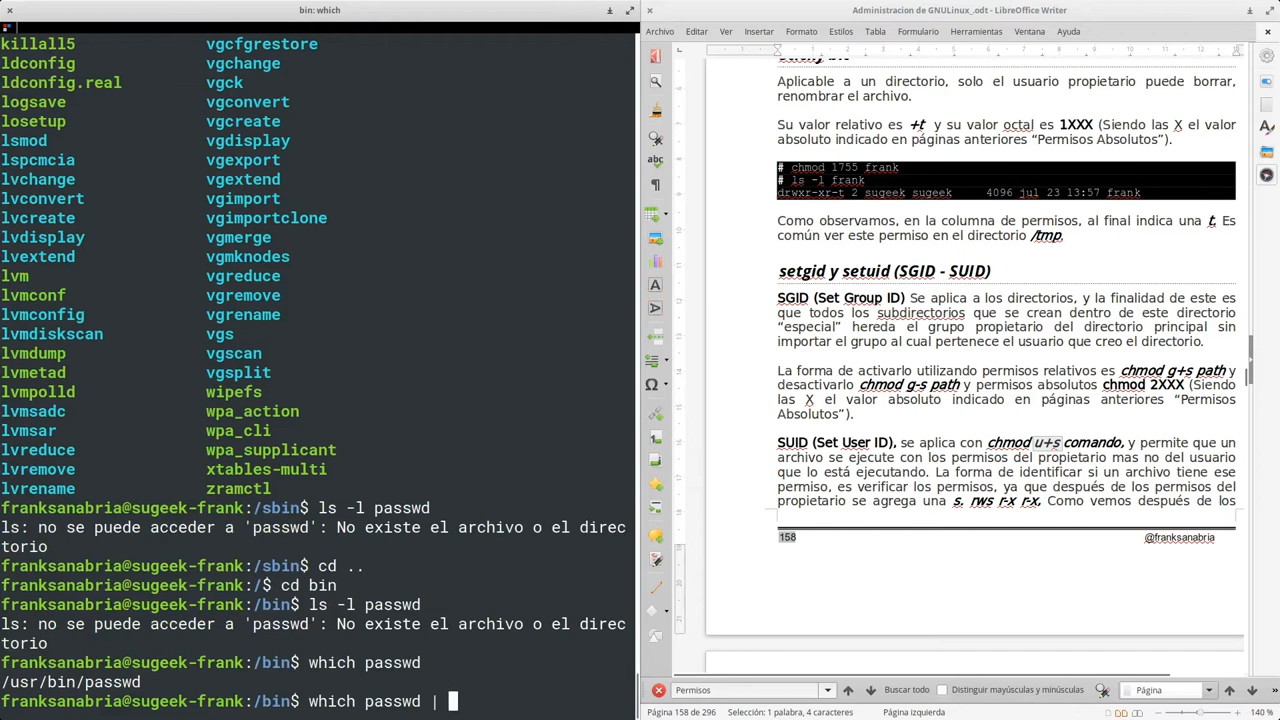 bin: which
killall5 vgcfgrestore
ldconfig vgchange
ldconfig.real vgck
logsave vgconvert
losetup vgcreate
lsmod vgdisplay
lspcmcia vgexport
lvchange vgextend
lvconvert vgimport
lvcreate vgimportclone
lvdisplay vgmerge
lvextend vgmknodes
lvm vgreduce
lvmconf vgremove
lvmconfig vgrename
lvmdiskscan vgs
lvmdump vgscan
lvmetad vgsplit
lvmpolld wipefs
lvmsadc wpa_action
lvmsar wpa_cli
lvreduce wpa_supplicant
lvremove xtables-multi
lvrename zramctl
franksanabria@sugeek-frank:/sbin$ ls -l passwd
ls: no se puede acceder a 'passwd': No existe el archivo o el direc
torio
franksanabria@sugeek-frank:/sbin$ cd ..
franksanabria@sugeek-frank:/$ cd bin
franksanabria@sugeek-frank:/bin$ ls -l passwd
ls: no se puede acceder a 'passwd': No existe el archivo o el direc
torio
franksanabria@sugeek-frank:/bin$ which passwd
/usr/bin/passwd
franksanabria@sugeek-frank:/bin$ which passwd |
Administracion de GNULinux_.odt - LibreOffice Writer
Archivo Editar Ver Insertar Formato Estilos Tabla Formulario Herramientas Ventana Ayuda
Aplicable a un directorio, solo el usuario propietario puede borrar,
renombrar el archivo.
Su valor relativo es +t y su valor octal es 1XXX (Siendo las X el valor
absoluto indicado en páginas anteriores “Permisos Absolutos”).
# chmod 1755 frank
# ls -l frank
drwxr-xr-t 2 sugeek sugeek 4096 jul 23 13:57 frank
Como observamos, en la columna de permisos, al final indica una t. Es
común ver este permiso en el directorio /tmp.
setgid y setuid (SGID - SUID)
SGID (Set Group ID) Se aplica a los directorios, y la finalidad de este es
que todos los subdirectorios que se crean dentro de este directorio
“especial” hereda el grupo propietario del directorio principal sin
importar el grupo al cual pertenece el usuario que creo el directorio.
La forma de activarlo utilizando permisos relativos es chmod g+s path y
desactivarlo chmod g-s path y permisos absolutos chmod 2XXX (Siendo
las X el valor absoluto indicado en páginas anteriores “Permisos
Absolutos”).
SUID (Set User ID), se aplica con chmod u+s comando, y permite que un
archivo se ejecute con los permisos del propietario mas no del usuario
que lo está ejecutando. La forma de identificar si un archivo tiene ese
permiso, es verificar los permisos, ya que después de los permisos del
propietario se agrega una s. rws r-x r-x, Como vemos después de los
158 @franksanabria
Permisos Buscar todo Distinguir mayúsculas y minúsculas Página
Página 158 de 296 Selección: 1 palabra, 4 caracteres Página izquierda 140 %